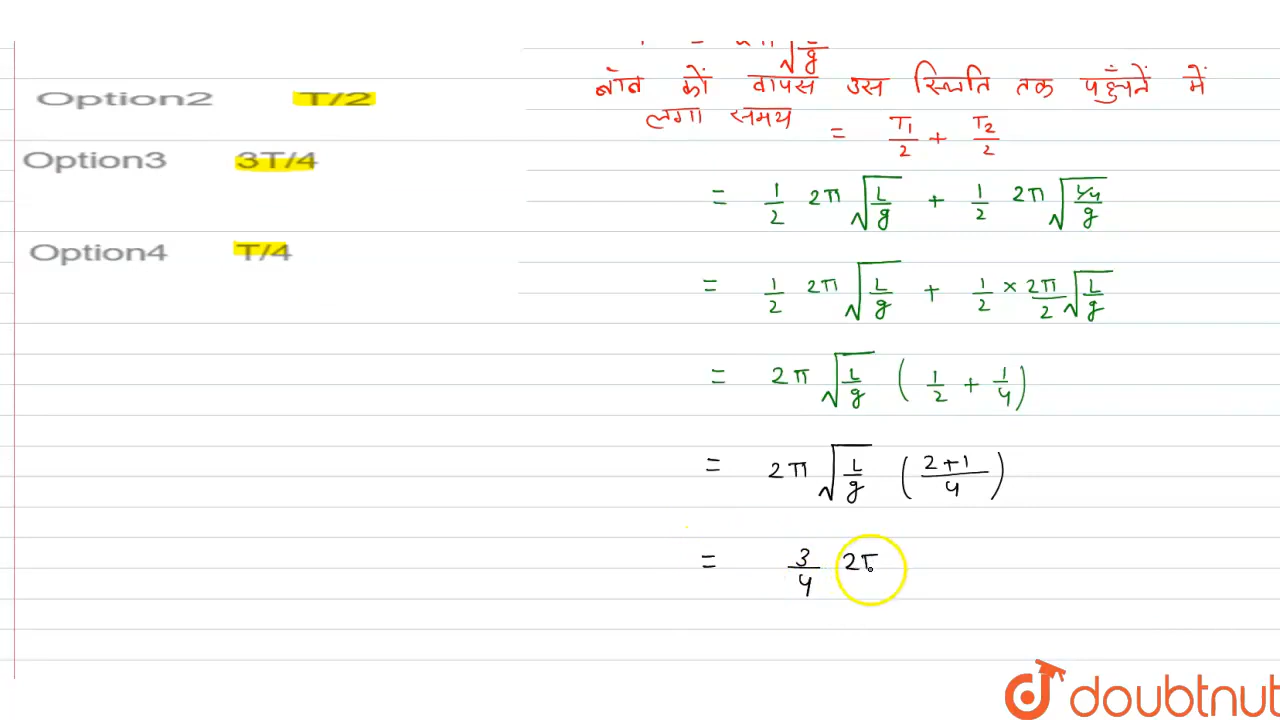 Option2 T/2
Option3 3T/4
Option4 T/4
बॉब को वापस उस स्थिति तक पहुँचने में
लगा समय = T₁/2 + T₂/2
= 1/2 2π √(L/g) + 1/2 2π √((L/4)/g)
= 1/2 2π √(L/g) + 1/2 × 2π/2 √(L/g)
= 2π √(L/g) (1/2 + 1/4)
= 2π √(L/g) ((2+1)/4)
= 3/4 2π
doubtnut